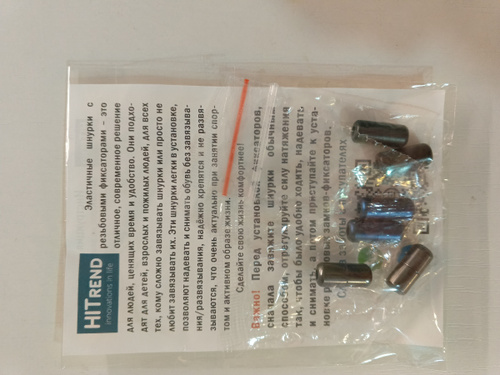 HITREND
innovations in life
Эластичные шнурки с
резьбовыми фиксаторами - это
отличное, современное решение
для людей, ценящих время и удобство. Они подхо-
дят для детей, взрослых и пожилых людей, для всех
тех, кому сложно завязывать шнурки или просто не
любит завязывать их. Эти шнурки легки в установке,
позволяют надевать и снимать обувь без завязыва-
ния/развязывания, надёжно крепятся и не развя-
зываются, что очень актуально при занятии спор-
том и активном образе жизни.
Сделайте свою жизнь комфортнее!
Важно! Перед установкой фиксаторов,
сначала завяжите шнурки обычным
способом, отрегулируйте силу натяжения
так, чтобы было удобно ходить, надевать
и снимать, а потом приступайте к уста-
новке резьбовых замков-фиксаторов.